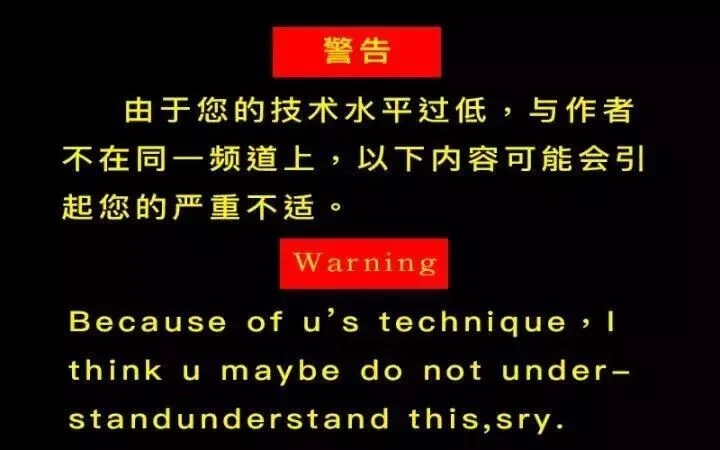 警告
由于您的技术水平过低，与作者
不在同一频道上，以下内容可能会引
起您的严重不适。
Warning
Because of u's technique，I
think u maybe do not under-
standunderstand this,sry.